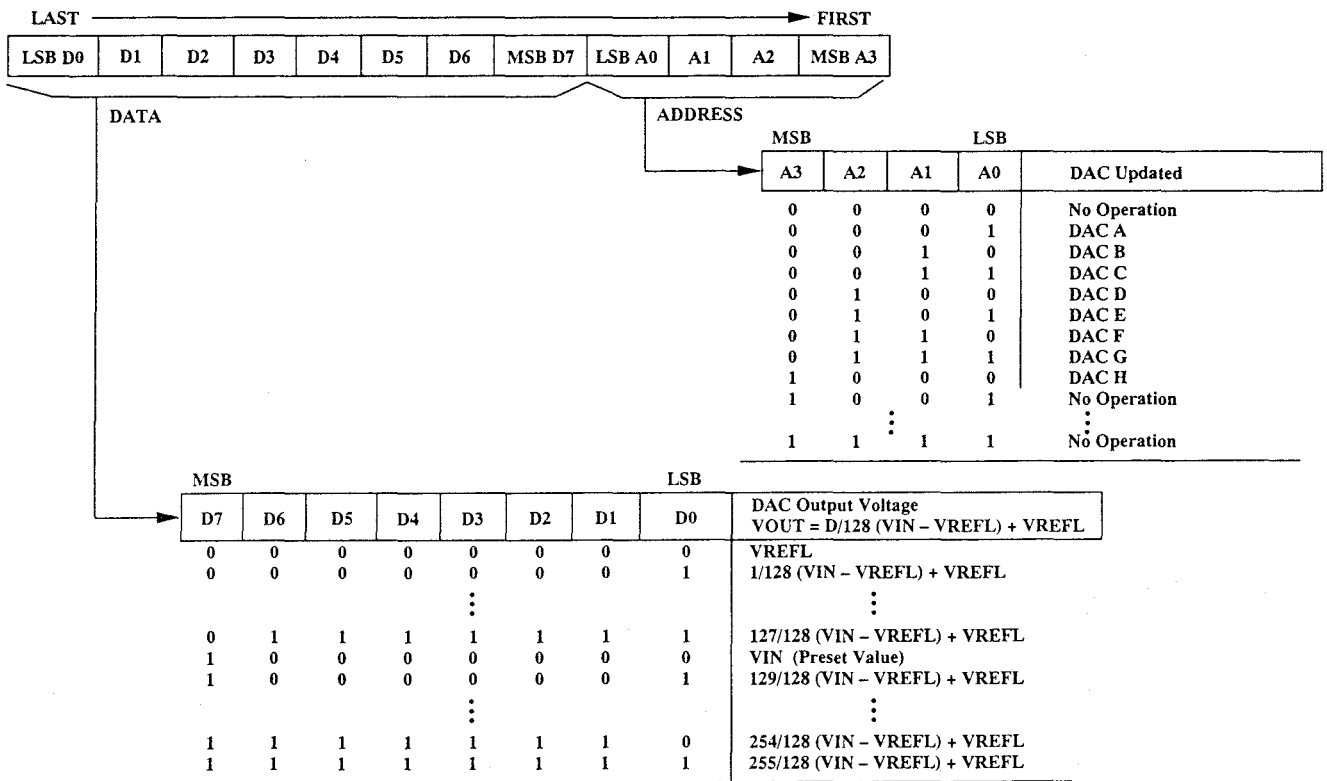 LAST FIRST
LSB D0 D1 D2 D3 D4 D5 D6 MSB D7 LSB A0 A1 A2 MSB A3
DATA ADDRESS
MSB LSB
A3 A2 A1 A0 DAC Updated
0 0 0 0 No Operation
0 0 0 1 DAC A
0 0 1 0 DAC B
0 0 1 1 DAC C
0 1 0 0 DAC D
0 1 0 1 DAC E
0 1 1 0 DAC F
0 1 1 1 DAC G
1 0 0 0 DAC H
1 0 0 1 No Operation
1 1 1 1 No Operation
MSB LSB
D7 D6 D5 D4 D3 D2 D1 D0 DAC Output Voltage
VOUT = D/128 (VIN – VREFL) + VREFL
0 0 0 0 0 0 0 0 VREFL
0 0 0 0 0 0 0 1 1/128 (VIN – VREFL) + VREFL
0 1 1 1 1 1 1 1 127/128 (VIN – VREFL) + VREFL
1 0 0 0 0 0 0 0 VIN (Preset Value)
1 0 0 0 0 0 0 1 129/128 (VIN – VREFL) + VREFL
1 1 1 1 1 1 1 0 254/128 (VIN – VREFL) + VREFL
1 1 1 1 1 1 1 1 255/128 (VIN – VREFL) + VREFL